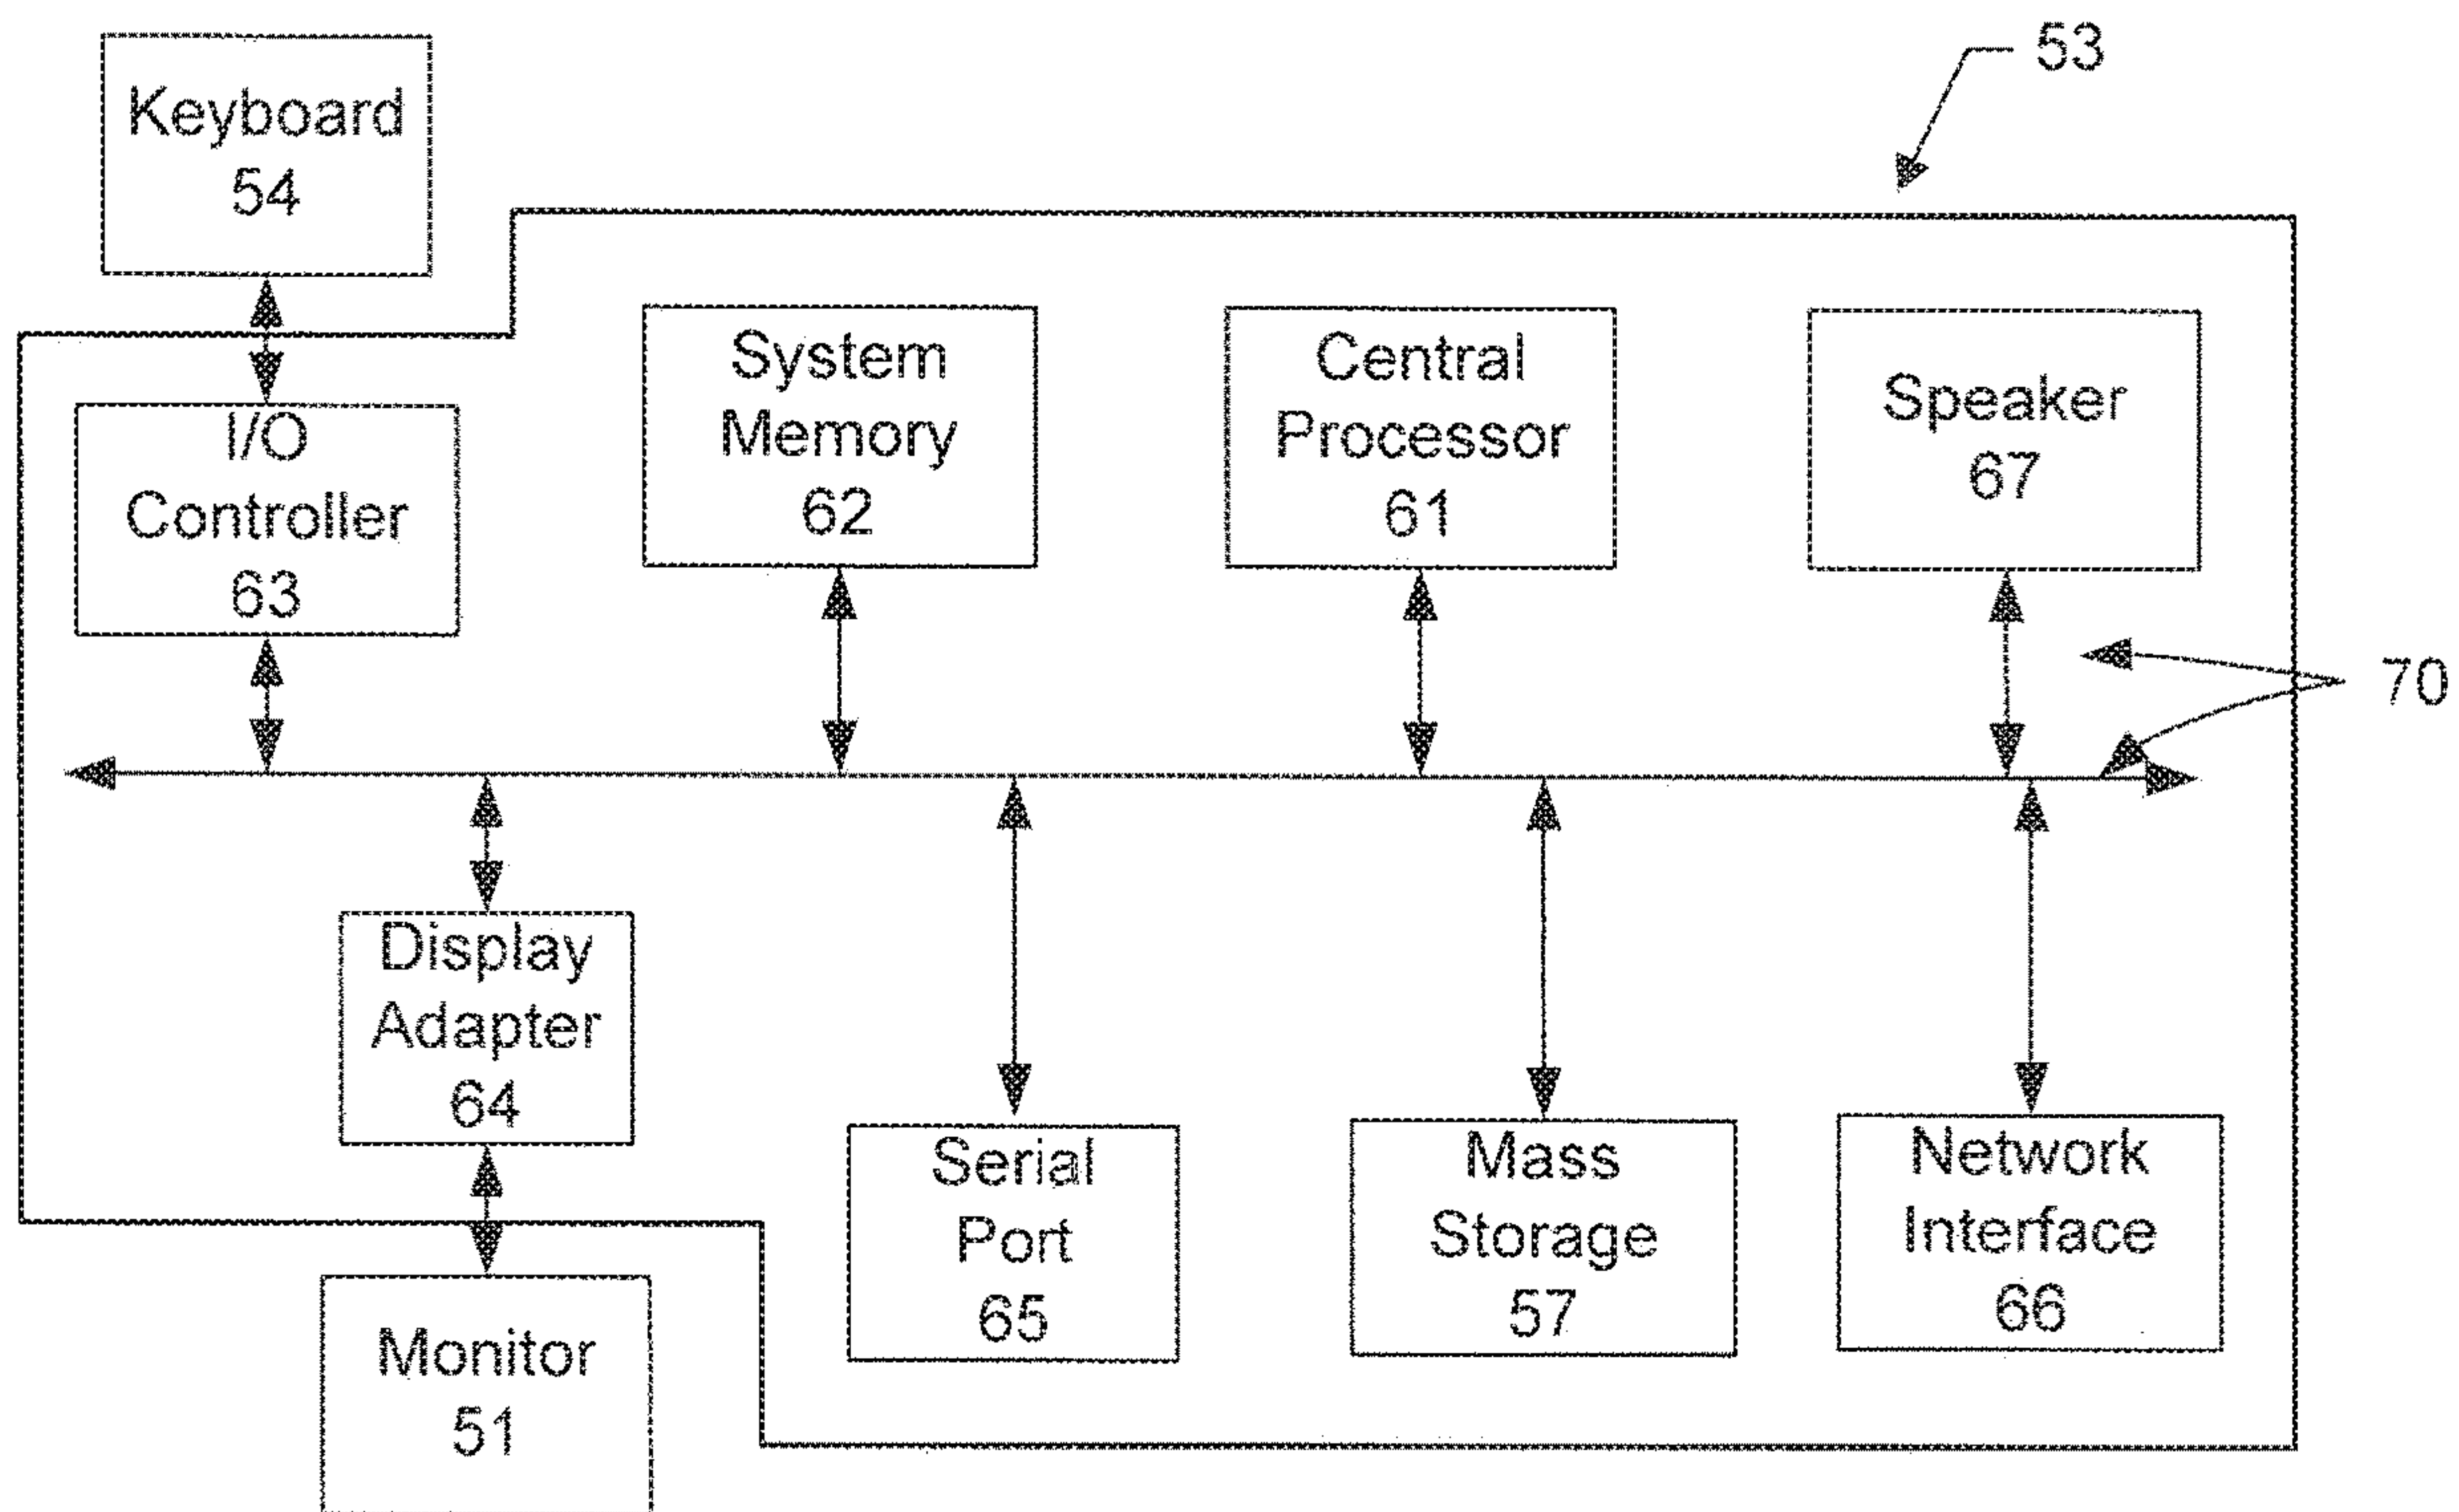 53
Keyboard
54
System
Memory
62
Central
Processor
61
Speaker
67
I/O
Controller
63
70
Display
Adapter
64
Serial
Port
65
Mass
Storage
57
Network
Interface
66
Monitor
51